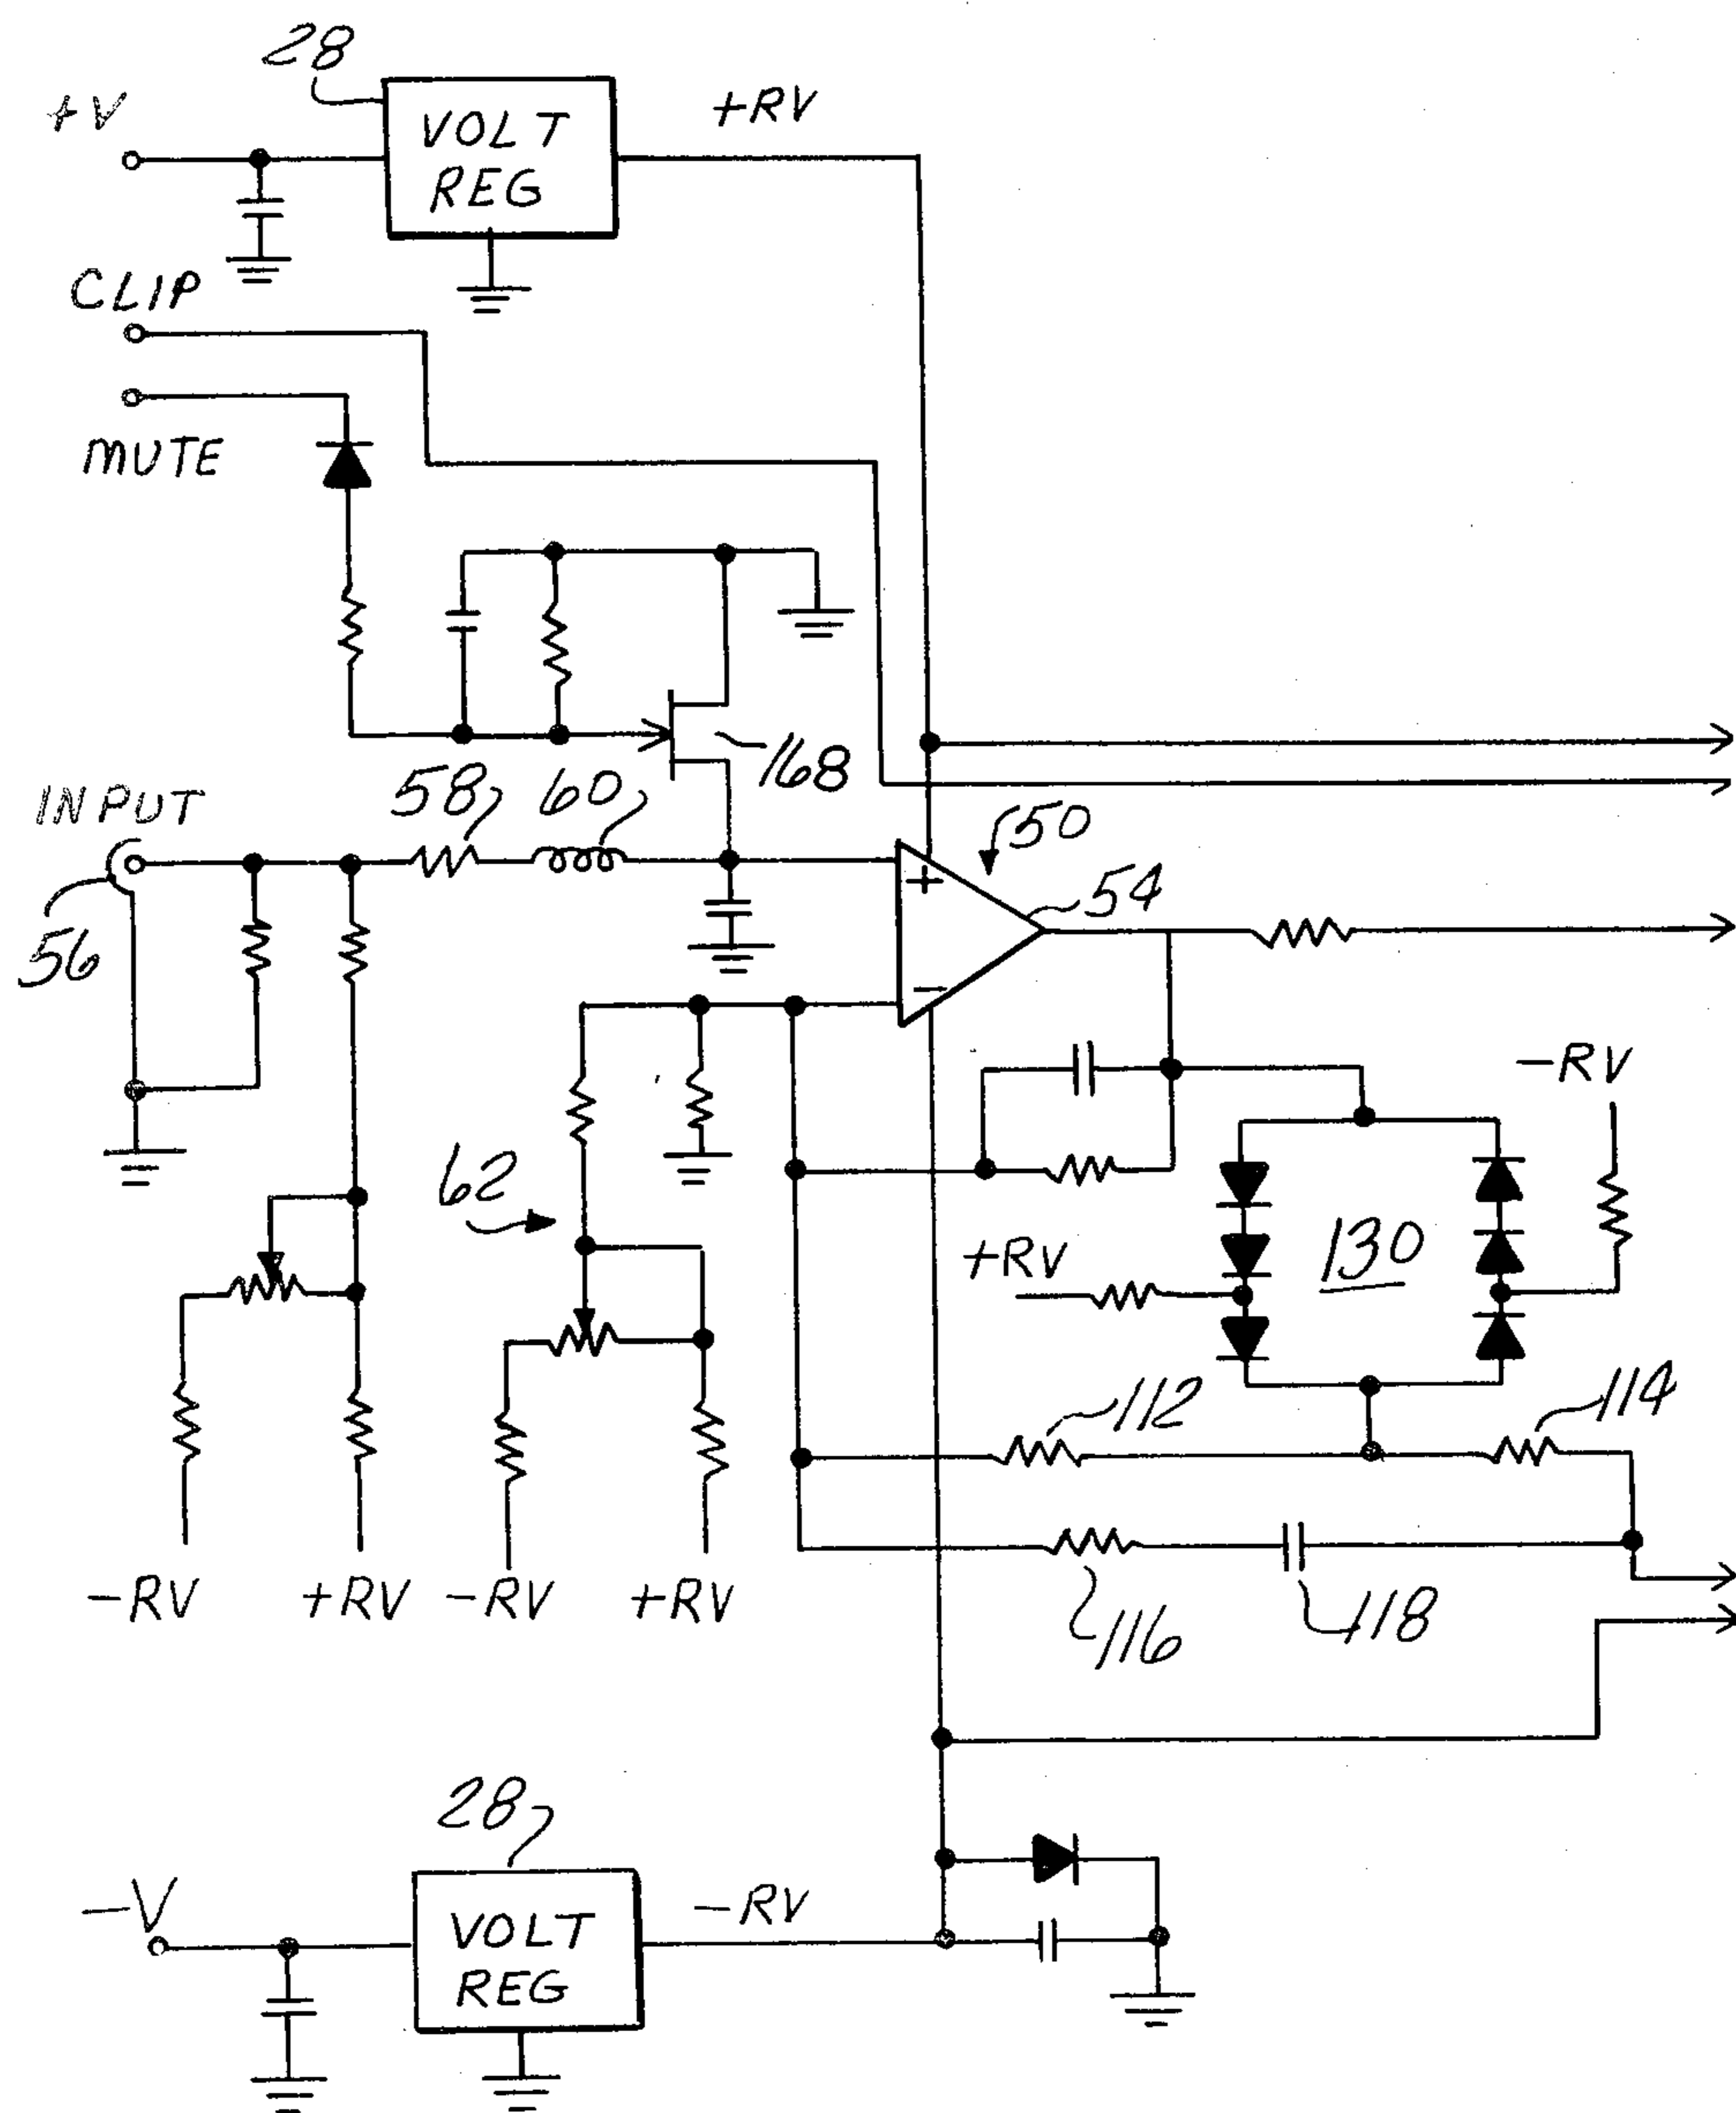 28
+V
VOLT
REG
+RV
CLIP
MUTE
168
INPUT
58
60
50
+
54
56
−
−RV
62
+RV
130
112
114
−RV
+RV
−RV
+RV
116
118
28
−V
VOLT
REG
−RV